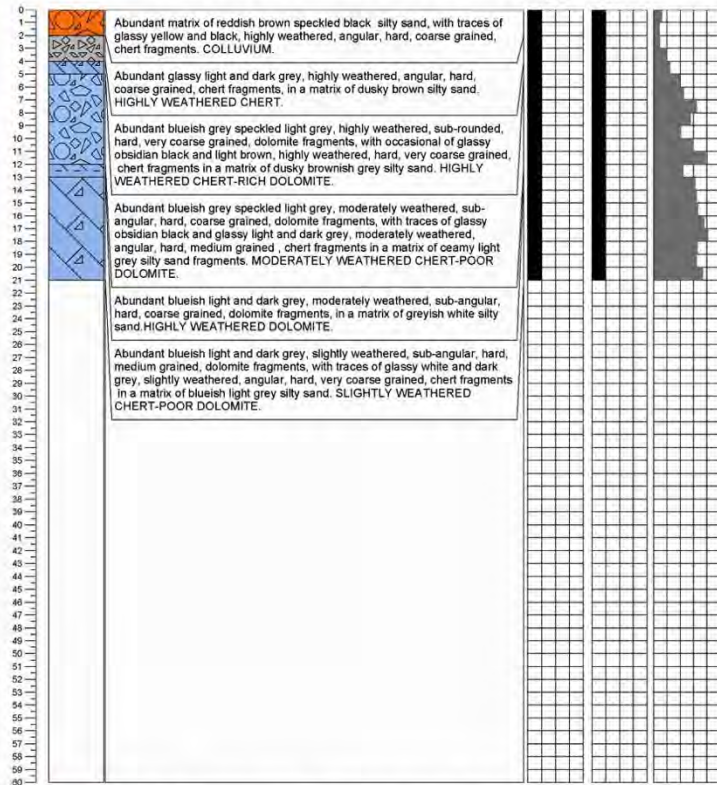 0
1
2
3
4
5
6
7
8
9
10
11
12
13
14
15
16
17
18
19
20
21
22
23
24
25
26
27
28
29
30
31
32
33
34
35
36
37
38
39
40
41
42
43
44
45
46
47
48
49
50
51
52
53
54
55
56
57
58
59
60
Abundant matrix of reddish brown speckled black silty sand, with traces of
glassy yellow and black, highly weathered, angular, hard, coarse grained,
chert fragments. COLLUVIUM.
Abundant glassy light and dark grey, highly weathered, angular, hard,
coarse grained, chert fragments, in a matrix of dusky brown silty sand.
HIGHLY WEATHERED CHERT.
Abundant blueish grey speckled light grey, highly weathered, sub-rounded,
hard, very coarse grained, dolomite fragments, with occasional of glassy
obsidian black and light brown, highly weathered, hard, very coarse grained,
chert fragments in a matrix of dusky brownish grey silty sand. HIGHLY
WEATHERED CHERT-RICH DOLOMITE.
Abundant blueish grey speckled light grey, moderately weathered, sub-
angular, hard, coarse grained, dolomite fragments, with traces of glassy
obsidian black and glassy light and dark grey, moderately weathered,
angular, hard, medium grained , chert fragments in a matrix of ceamy light
grey silty sand fragments. MODERATELY WEATHERED CHERT-POOR
DOLOMITE.
Abundant blueish light and dark grey, moderately weathered, sub-angular,
hard, coarse grained, dolomite fragments, in a matrix of greyish white silty
sand.HIGHLY WEATHERED DOLOMITE.
Abundant blueish light and dark grey, slightly weathered, sub-angular, hard,
medium grained, dolomite fragments, with traces of glassy white and dark
grey, slightly weathered, angular, hard, very coarse grained, chert fragments
in a matrix of blueish light grey silty sand. SLIGHTLY WEATHERED
CHERT-POOR DOLOMITE.